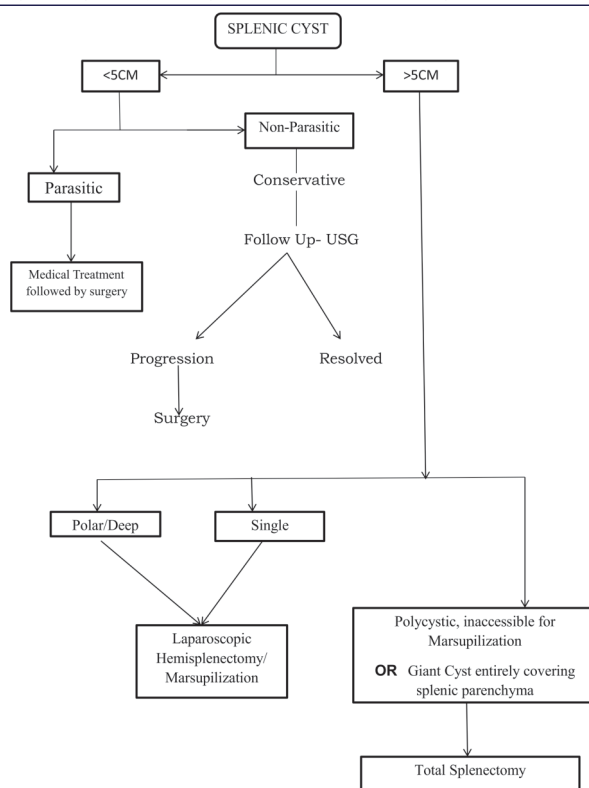 SPLENIC CYST
<5CM
>5CM
Non-Parasitic
Parasitic
Conservative
Follow Up- USG
Medical Treatment
followed by surgery
Progression
Resolved
Surgery
Polar/Deep
Single
Laparoscopic
Hemisplenectomy/
Marsupilization
Polycystic, inaccessible for
Marsupilization
OR Giant Cyst entirely covering
splenic parenchyma
Total Splenectomy